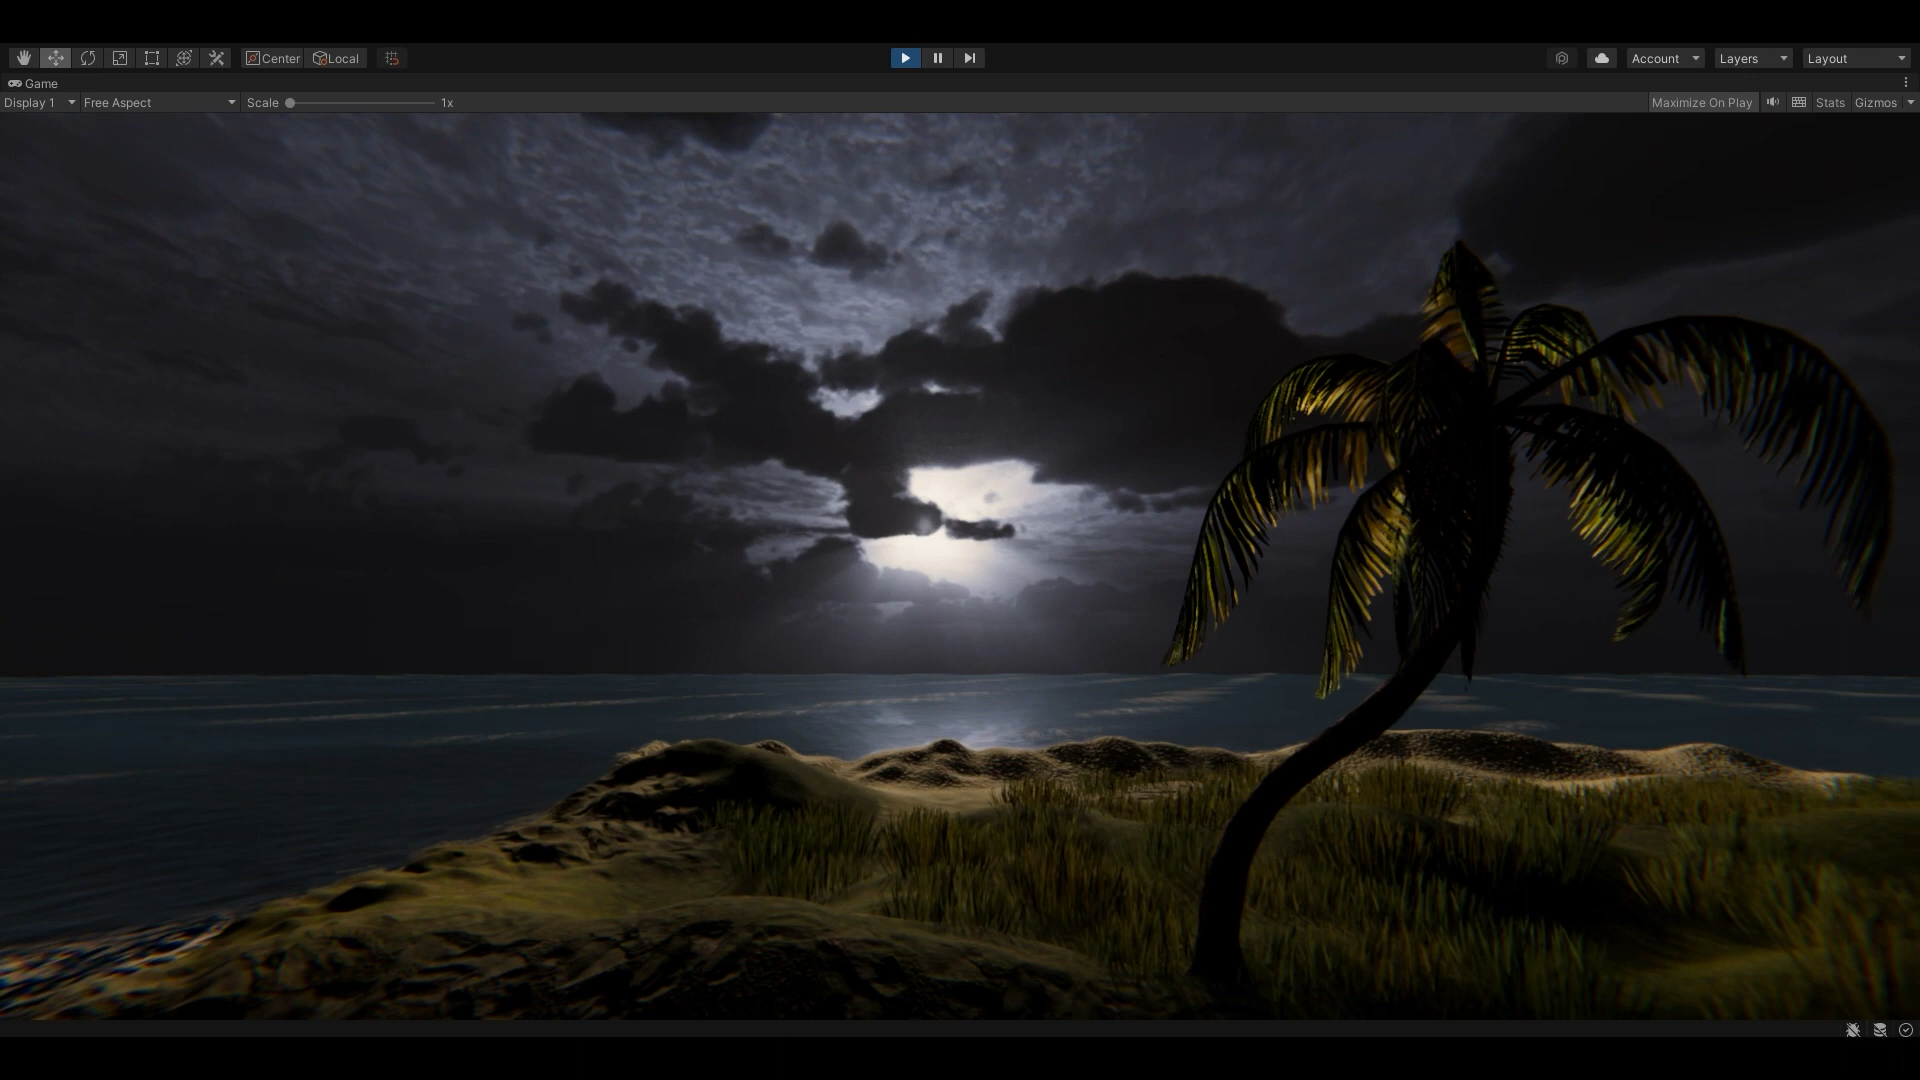 Center Local Account Layers Layout
Game
Display 1 Free Aspect Scale 1x Maximize On Play Stats Gizmos